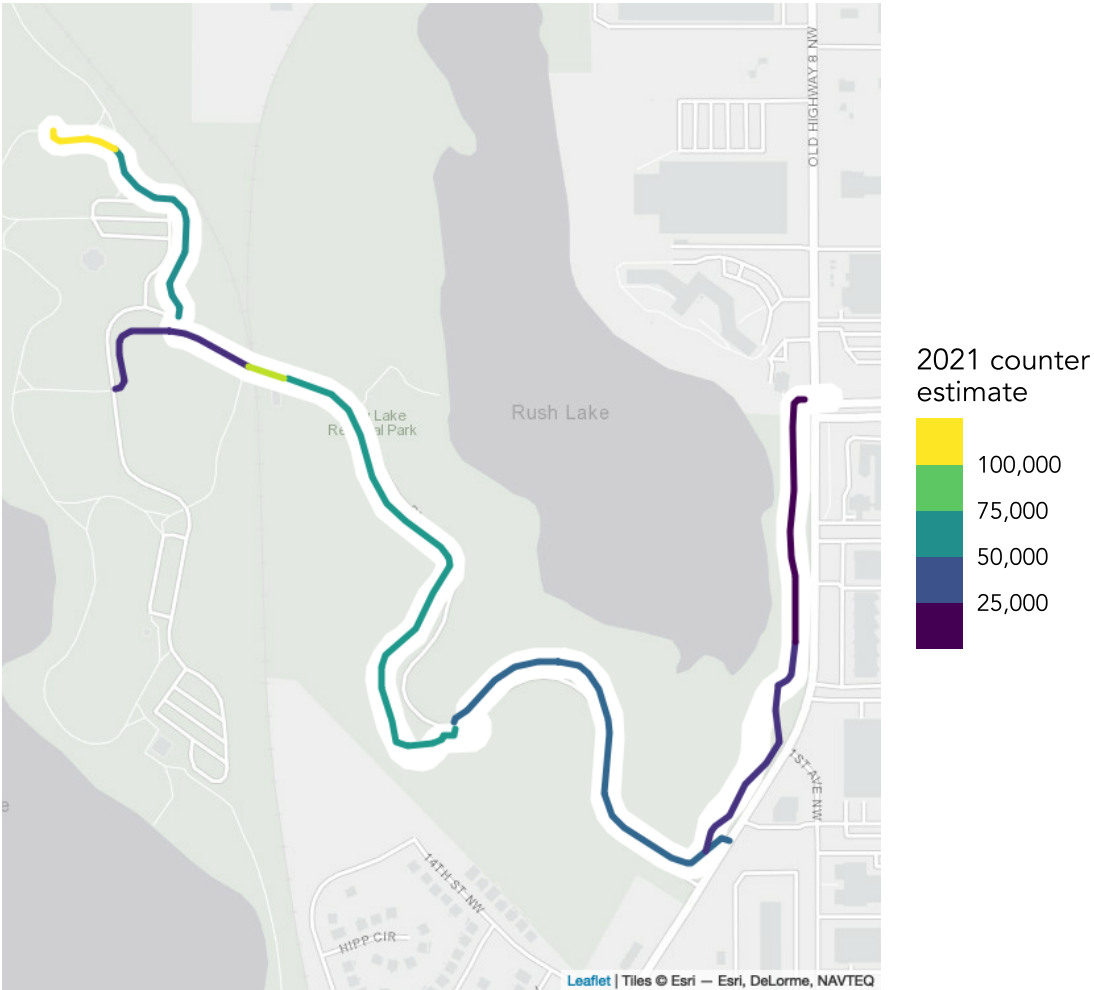 OLD HIGHWAY 8 NW
2021 counter
estimate
100,000
75,000
50,000
25,000
Rush Lake
Lake
Park
1ST AVE NW
14TH ST NW
HIPP CIR
Leaflet | Tiles © Esri — Esri, DeLorme, NAVTEQ